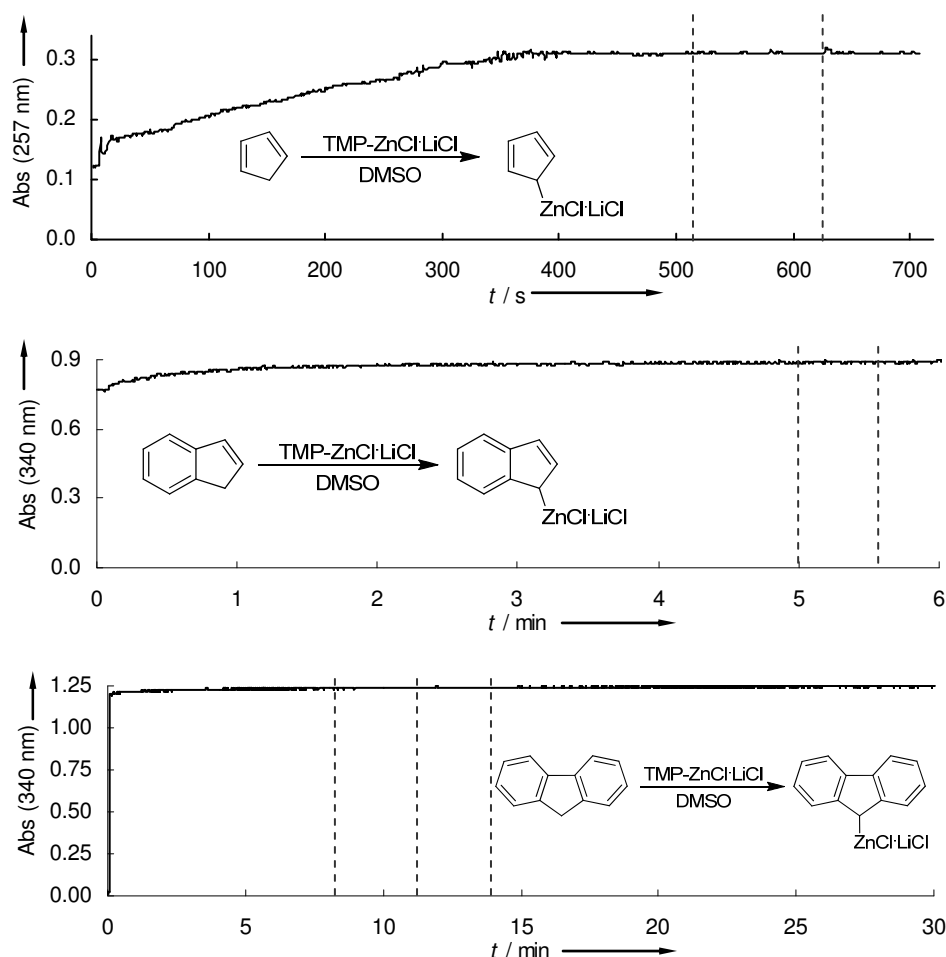 Abs (257 nm)
0.3
0.2
0.1
0.0
TMP-ZnCl·LiCl
DMSO
ZnCl·LiCl
0 100 200 300 400 500 600 700
t / s
Abs (340 nm)
0.9
0.6
0.3
0.0
TMP-ZnCl·LiCl
DMSO
ZnCl·LiCl
0 1 2 3 4 5 6
t / min
Abs (340 nm)
1.25
1.00
0.75
0.50
0.25
0.00
TMP-ZnCl·LiCl
DMSO
ZnCl·LiCl
0 5 10 15 20 25 30
t / min